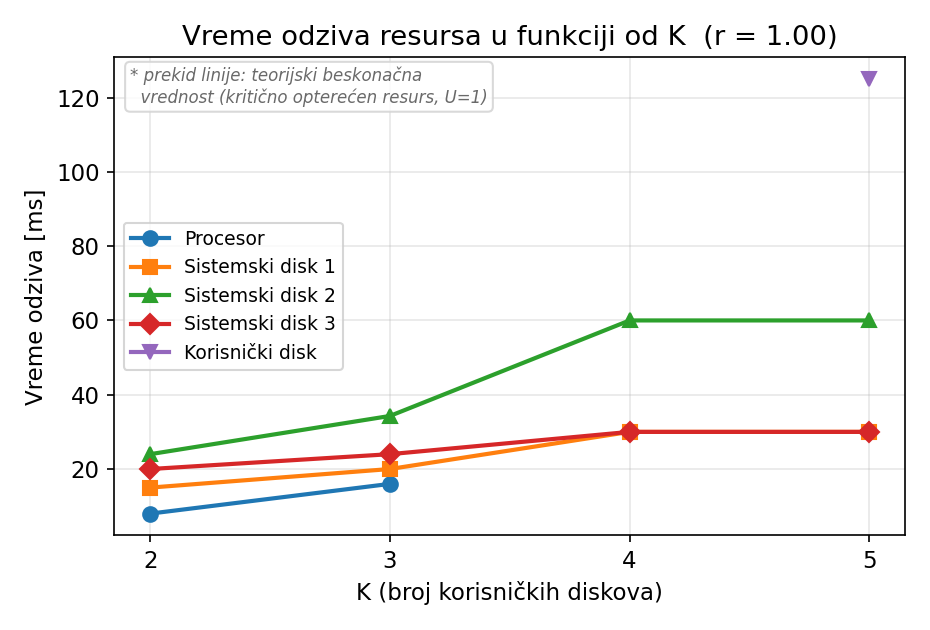 Vreme odziva resursa u funkciji od K  (r = 1.00)
* prekid linije: teorijski beskonačna
vrednost (kritično opterećen resurs, U=1)
Vreme odziva [ms]
120
100
80
60
40
20
Procesor
Sistemski disk 1
Sistemski disk 2
Sistemski disk 3
Korisnički disk
2
3
4
5
K (broj korisničkih diskova)